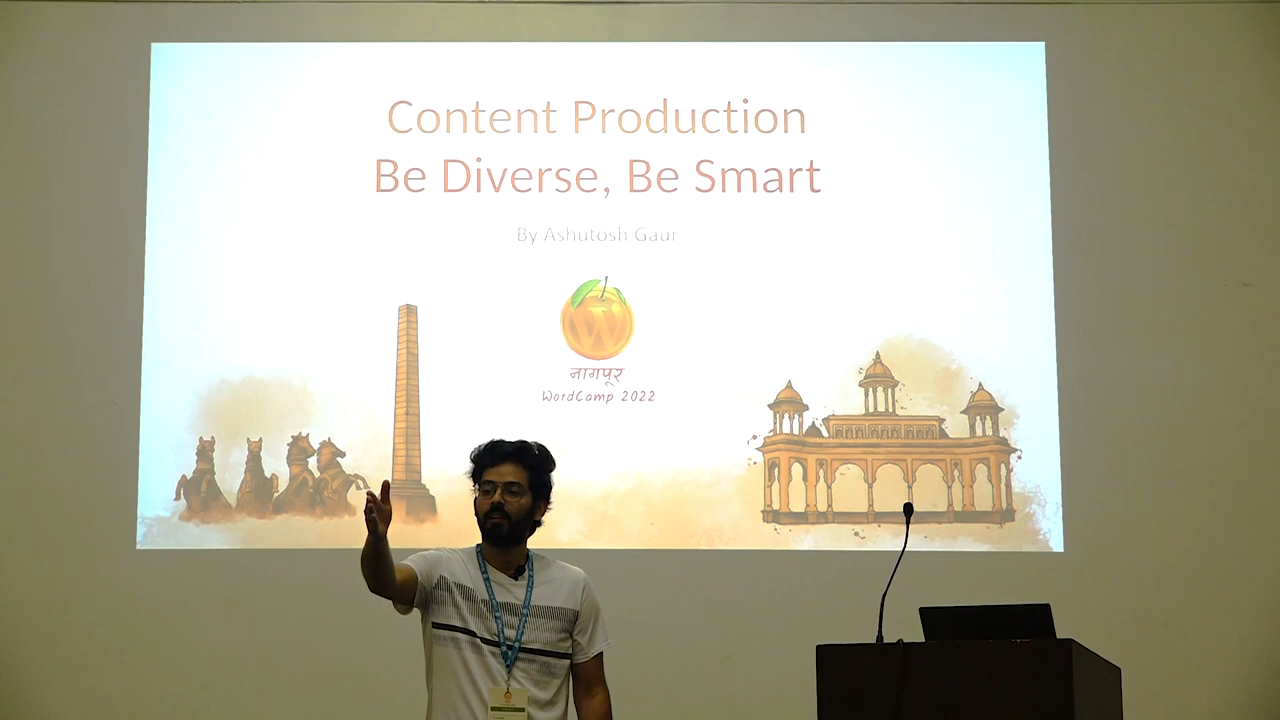 Content Production
Be Diverse, Be Smart
By Ashutosh Gaur
W
नागपूर
WordCamp 2022